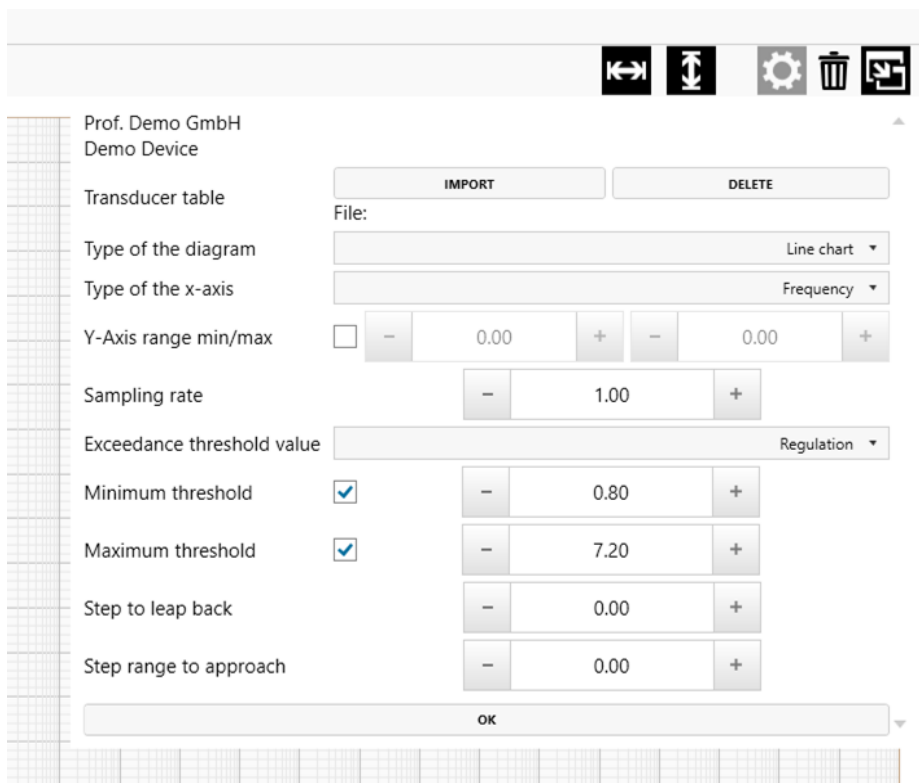 Prof. Demo GmbH
Demo Device
Transducer table
IMPORT
DELETE
File:
Type of the diagram
Line chart
Type of the x-axis
Frequency
Y-Axis range min/max
0.00
0.00
Sampling rate
1.00
Exceedance threshold value
Regulation
Minimum threshold
0.80
Maximum threshold
7.20
Step to leap back
0.00
Step range to approach
0.00
OK